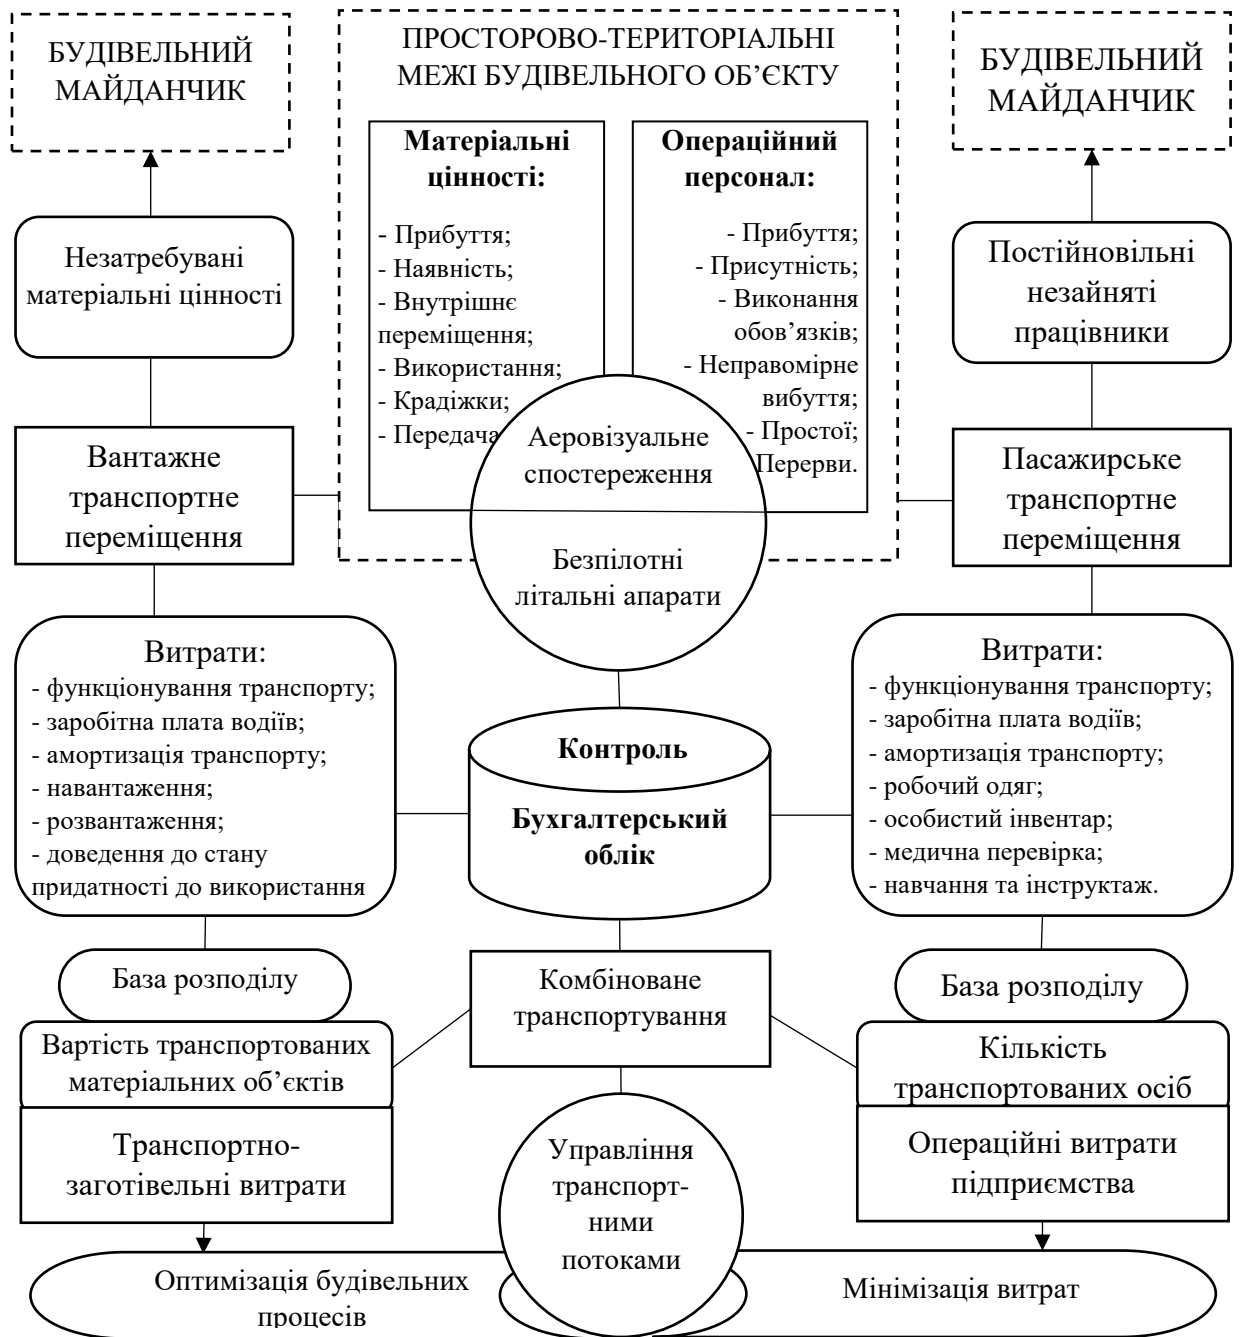 БУДІВЕЛЬНИЙ
МАЙДАНЧИК
ПРОСТОРОВО-ТЕРИТОРІАЛЬНІ
МЕЖІ БУДІВЕЛЬНОГО ОБ’ЄКТУ
БУДІВЕЛЬНИЙ
МАЙДАНЧИК
Матеріальні
цінності:
- Прибуття;
- Наявність;
- Внутрішнє
переміщення;
- Використання;
- Крадіжки;
- Передача
Операційний
персонал:
- Прибуття;
- Присутність;
- Виконання
обов’язків;
- Неправомірне
вибуття;
- Простої;
Перерви.
Незатребувані
матеріальні цінності
Постійновільні
незайняті
працівники
Вантажне
транспортне
переміщення
Аеровізуальне
спостереження
Безпілотні
літальні апарати
Пасажирське
транспортне
переміщення
Витрати:
- функціонування транспорту;
- заробітна плата водіїв;
- амортизація транспорту;
- навантаження;
- розвантаження;
- доведення до стану
придатності до використання
Контроль
Бухгалтерський
облік
Витрати:
- функціонування транспорту;
- заробітна плата водіїв;
- амортизація транспорту;
- робочий одяг;
- особистий інвентар;
- медична перевірка;
- навчання та інструктаж.
База розподілу
Комбіноване
транспортування
База розподілу
Вартість транспортованих
матеріальних об’єктів
Кількість
транспортованих осіб
Транспортно-
заготівельні витрати
Управління
транспорт-
ними
потоками
Операційні витрати
підприємства
Оптимізація будівельних
процесів
Мінімізація витрат